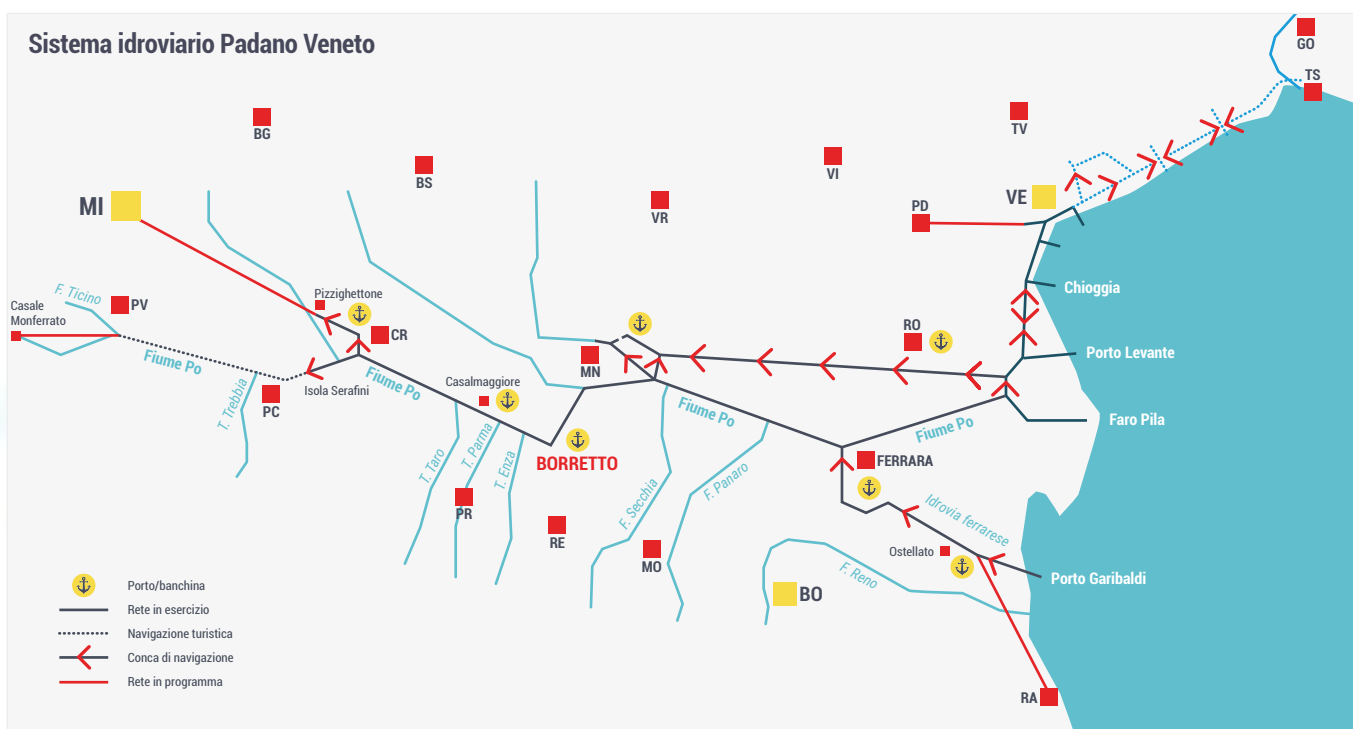 Sistema idroviario Padano Veneto
GO
TS
BG
TV
BS
VI
MI
VR
PD
VE
Pizzighettone
F. Ticino
PV
Casale
Monferrato
CR
Chioggia
RO
Fiume Po
MN
Porto Levante
Isola Serafini
Fiume Po
Casalmaggiore
T. Trebbia
PC
Fiume Po
Fiume Po
Faro Pila
BORRETTO
T. Taro
T. Parma
T. Enza
FERRARA
F. Secchia
F. Panaro
PR
RE
Idrovia ferrarese
Ostellato
MO
F. Reno
Porto Garibaldi
BO
Porto/banchina
Rete in esercizio
Navigazione turistica
Conca di navigazione
Rete in programma
RA